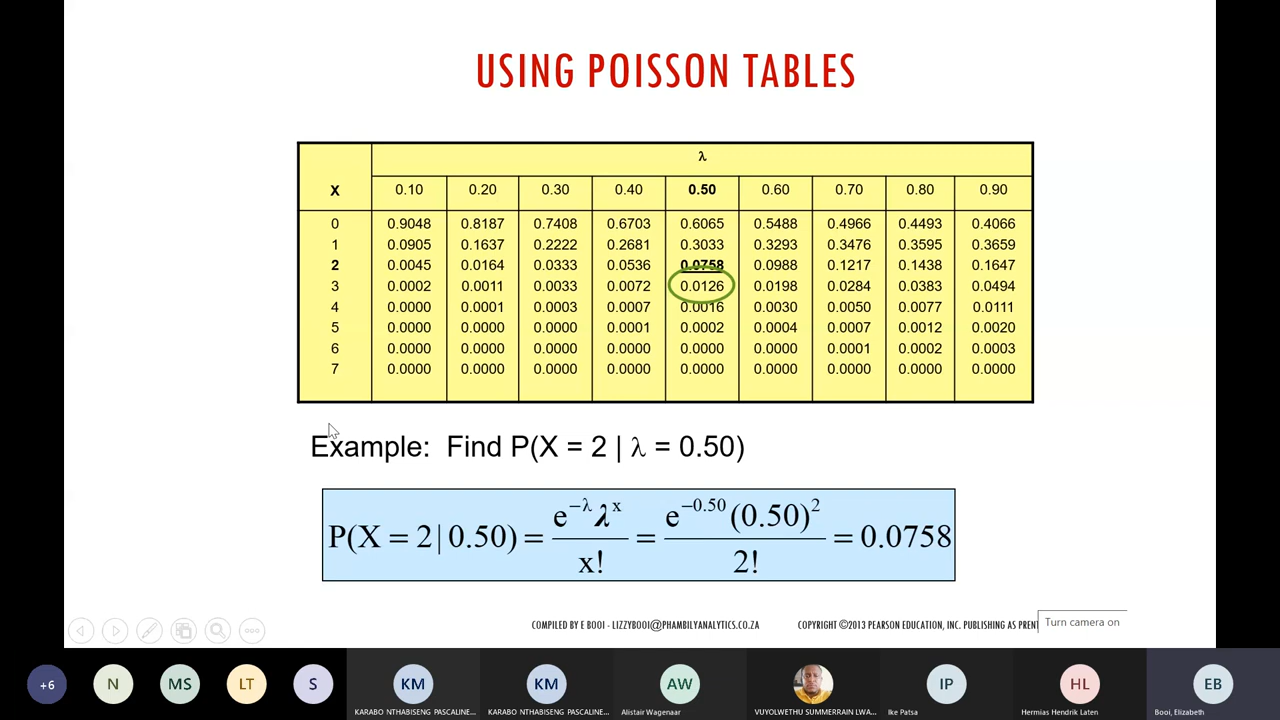 USING POISSON TABLES
λ
X 0.10 0.20 0.30 0.40 0.50 0.60 0.70 0.80 0.90
0 0.9048 0.8187 0.7408 0.6703 0.6065 0.5488 0.4966 0.4493 0.4066
1 0.0905 0.1637 0.2222 0.2681 0.3033 0.3293 0.3476 0.3595 0.3659
2 0.0045 0.0164 0.0333 0.0536 0.0758 0.0988 0.1217 0.1438 0.1647
3 0.0002 0.0011 0.0033 0.0072 0.0126 0.0198 0.0284 0.0383 0.0494
4 0.0000 0.0001 0.0003 0.0007 0.0016 0.0030 0.0050 0.0077 0.0111
5 0.0000 0.0000 0.0000 0.0001 0.0002 0.0004 0.0007 0.0012 0.0020
6 0.0000 0.0000 0.0000 0.0000 0.0000 0.0000 0.0001 0.0002 0.0003
7 0.0000 0.0000 0.0000 0.0000 0.0000 0.0000 0.0000 0.0000 0.0000
Example: Find P(X = 2 | λ = 0.50)
P(X = 2 | 0.50) = e^−λ λ^x / x! = e^−0.50 (0.50)^2 / 2! = 0.0758
COMPILED BY E BOOI - LIZZYBOOI@PHAMBILYANALYTICS.CO.ZA COPYRIGHT ©2013 PEARSON EDUCATION, INC. PUBLISHING AS PRENT
Turn camera on
+6 N MS LT S KM KM AW IP HL EB
KARABO NTHABISENG PASCALINE... KARABO NTHABISENG PASCALINE... Alistair Wagenaar VUYOLWETHU SUMMERRAIN LWA... Ike Patsa Hermias Hendrik Laten Booi, Elizabeth